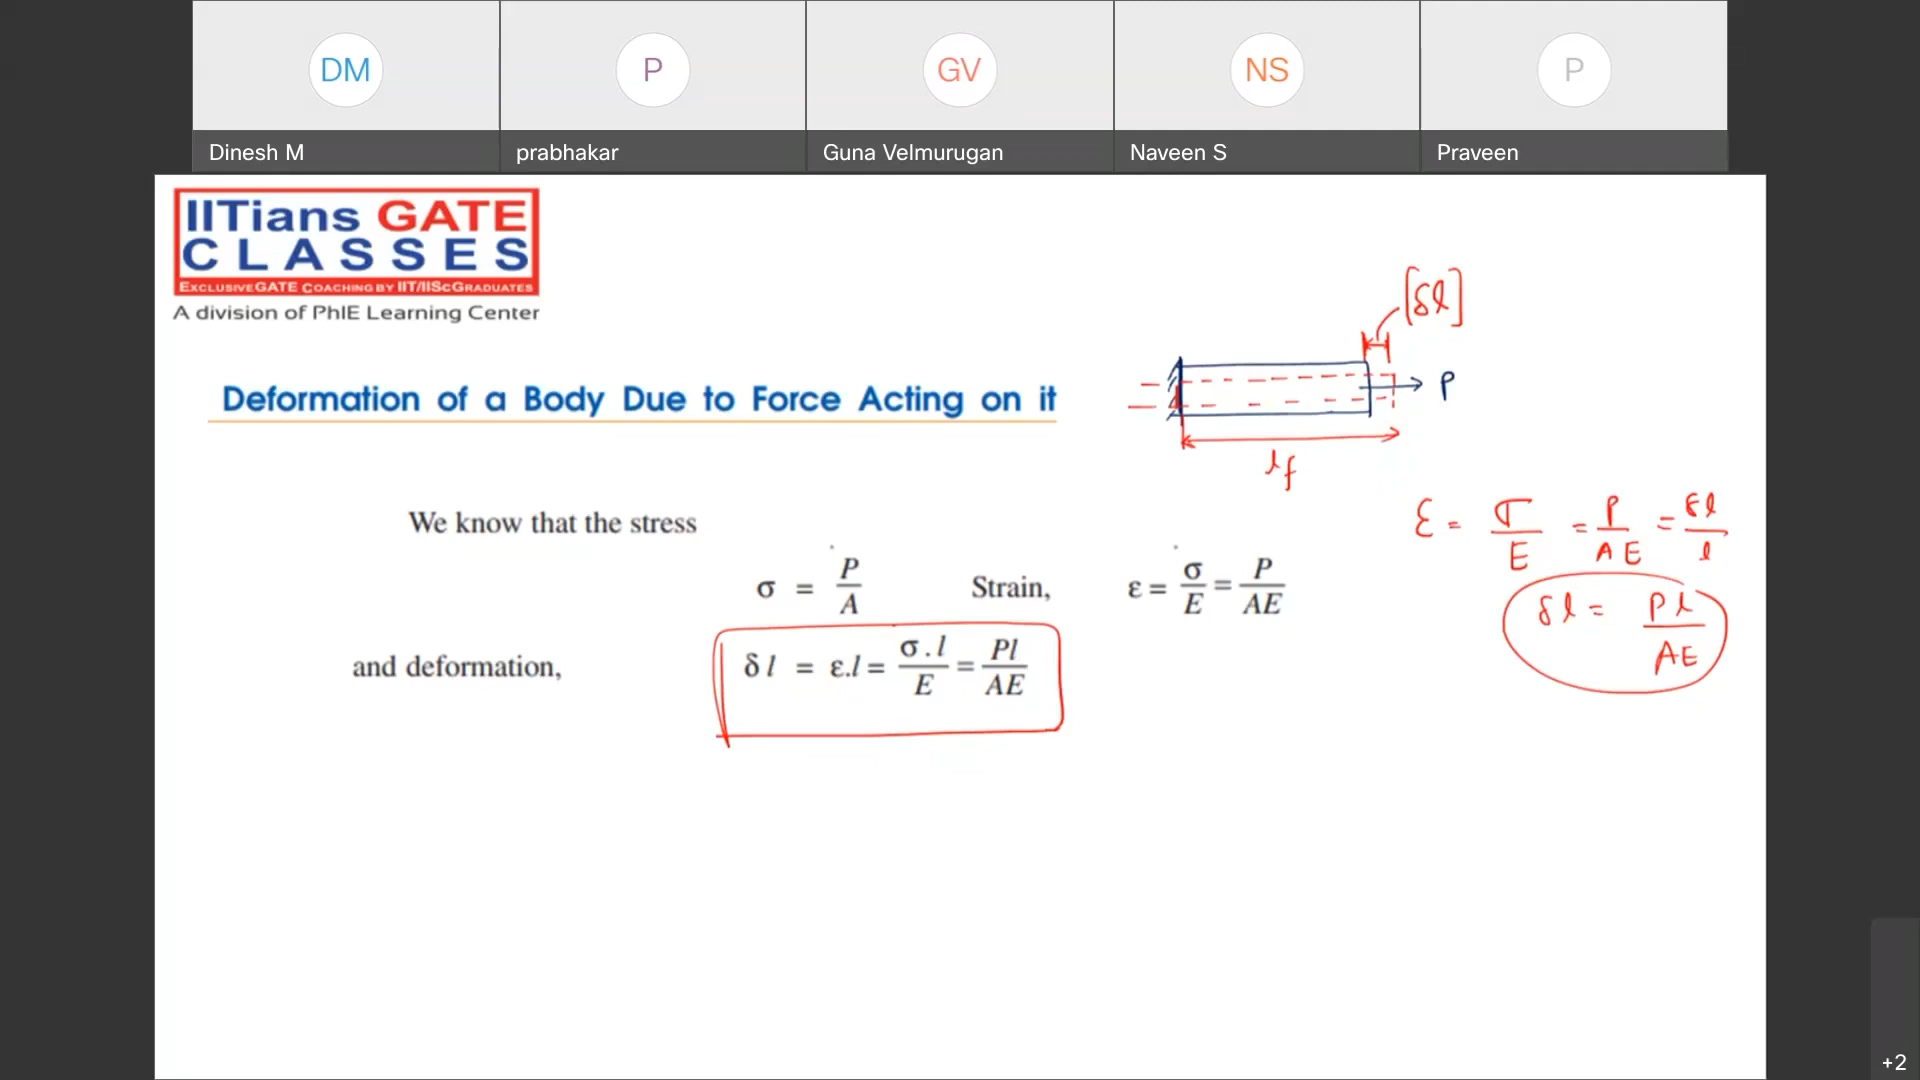 DM P GV NS P
Dinesh M prabhakar Guna Velmurugan Naveen S Praveen
IITians GATE
CLASSES
EXCLUSIVE GATE COACHING BY IIT/IISc GRADUATES
A division of PhIE Learning Center
[δl]
P
Deformation of a Body Due to Force Acting on it
l_f
We know that the stress
ε = σ/E = P/AE = δl/l
σ = P/A Strain, ε = σ/E = P/AE
δl = Pl/AE
and deformation, δl = ε.l = σ.l/E = Pl/AE
+2